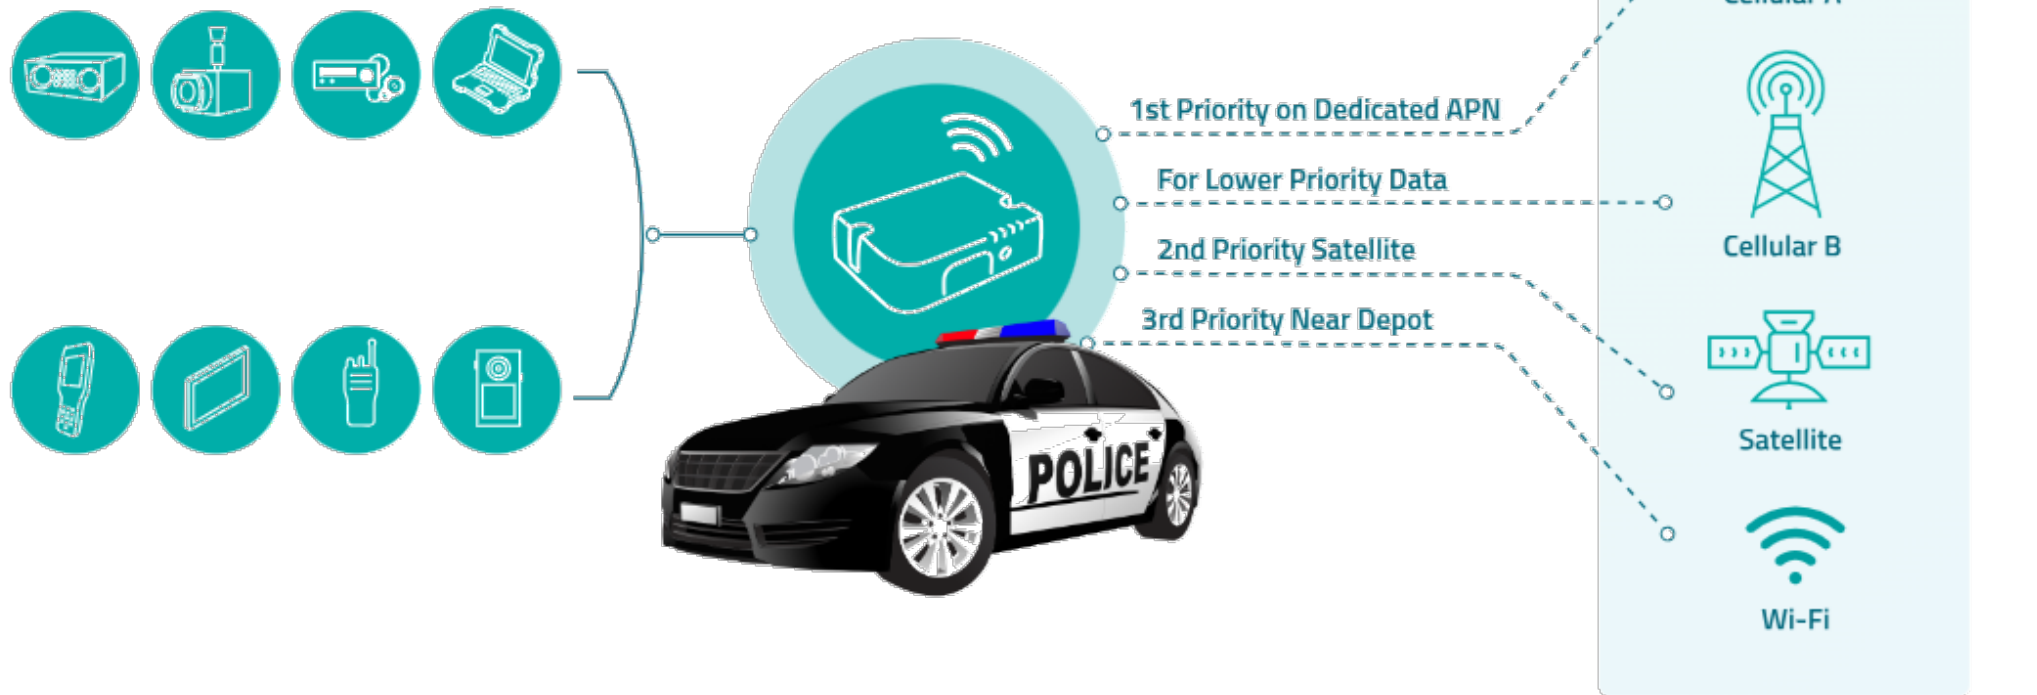 Cellular A
1st Priority on Dedicated APN
For Lower Priority Data
Cellular B
2nd Priority Satellite
3rd Priority Near Depot
Satellite
POLICE
Wi-Fi